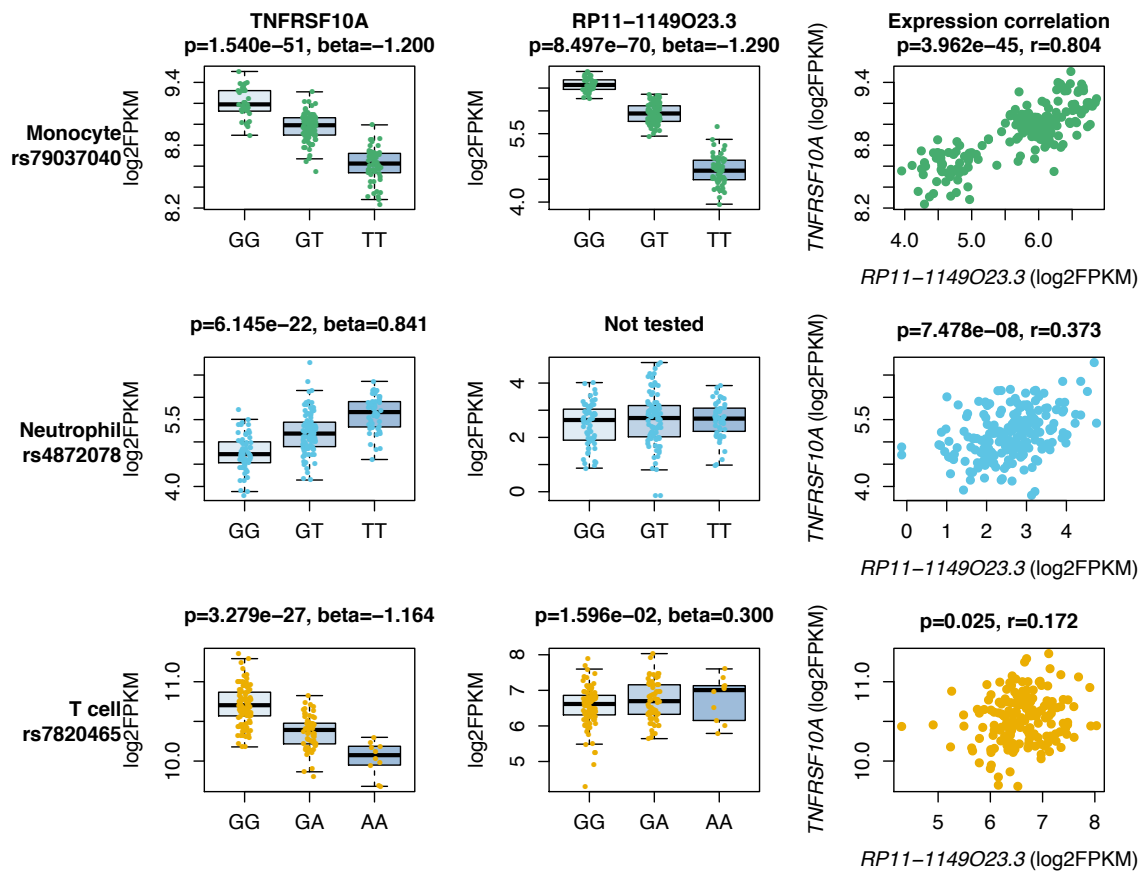 TNFRSF10A
p=1.540e−51, beta=−1.200
RP11−1149O23.3
p=8.497e−70, beta=−1.290
Expression correlation
p=3.962e−45, r=0.804
Monocyte
rs79037040
log2FPKM
9.4
8.8
8.2
GG GT TT
log2FPKM
5.5
4.0
GG GT TT
TNFRSF10A (log2FPKM)
9.4
8.8
8.2
4.0 5.0 6.0
RP11−1149O23.3 (log2FPKM)
p=6.145e−22, beta=0.841
Not tested
p=7.478e−08, r=0.373
Neutrophil
rs4872078
log2FPKM
5.5
4.0
GG GT TT
log2FPKM
4
2
0
GG GT TT
TNFRSF10A (log2FPKM)
5.5
4.0
0 1 2 3 4
RP11−1149O23.3 (log2FPKM)
p=3.279e−27, beta=−1.164
p=1.596e−02, beta=0.300
p=0.025, r=0.172
T cell
rs7820465
log2FPKM
11.0
10.0
GG GA AA
log2FPKM
8
7
6
5
GG GA AA
TNFRSF10A (log2FPKM)
11.0
10.0
5 6 7 8
RP11−1149O23.3 (log2FPKM)